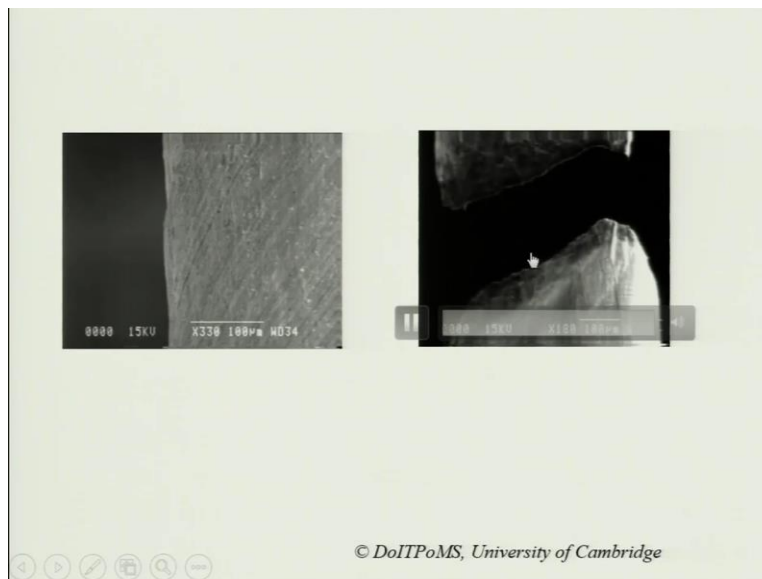 0000 15KV X330 100µm WD34
0000 15KV X180 100µm
© DoITPoMS, University of Cambridge